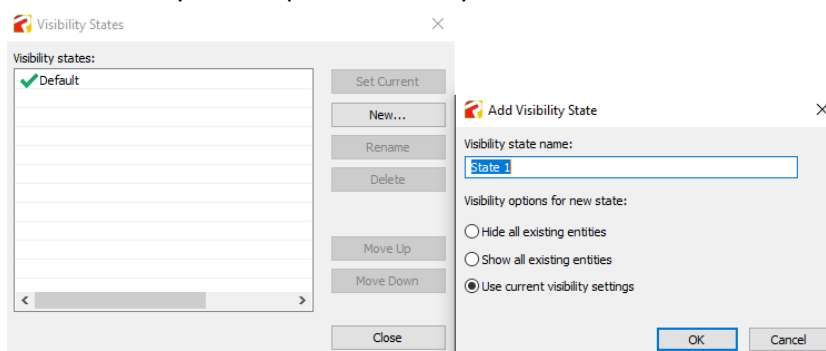 Visibility States
Visibility states:
Default
Set Current
New...
Rename
Delete
Move Up
Move Down
Close
Add Visibility State
Visibility state name:
State 1
Visibility options for new state:
Hide all existing entities
Show all existing entities
Use current visibility settings
OK
Cancel